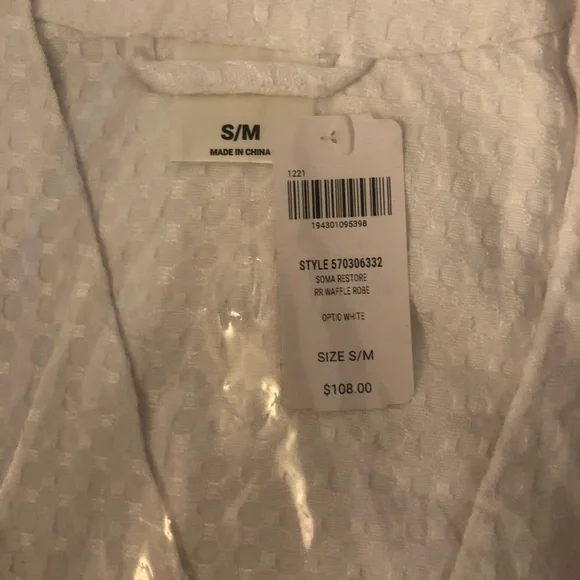 S/M
MADE IN CHINA
1221
194301095398
STYLE 570306332
SOMA RESTORE
RR WAFFLE ROBE
OPTIC WHITE
SIZE S/M
$108.00